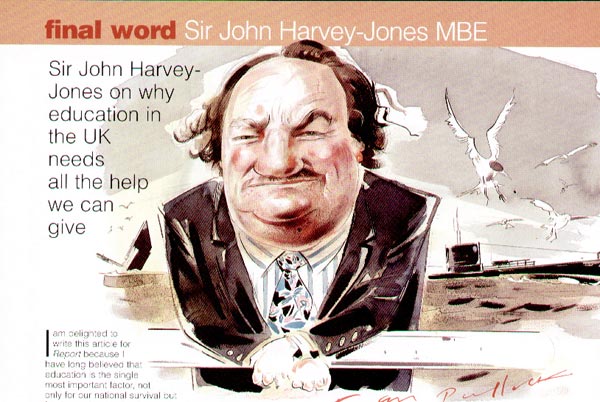 final word Sir John Harvey-Jones MBE
Sir John Harvey-
Jones on why
education in
the UK
needs
all the help
we can
give
I am delighted to
write this article for
Report because I
have long believed that
education is the single
most important factor, not
only for our national survival but